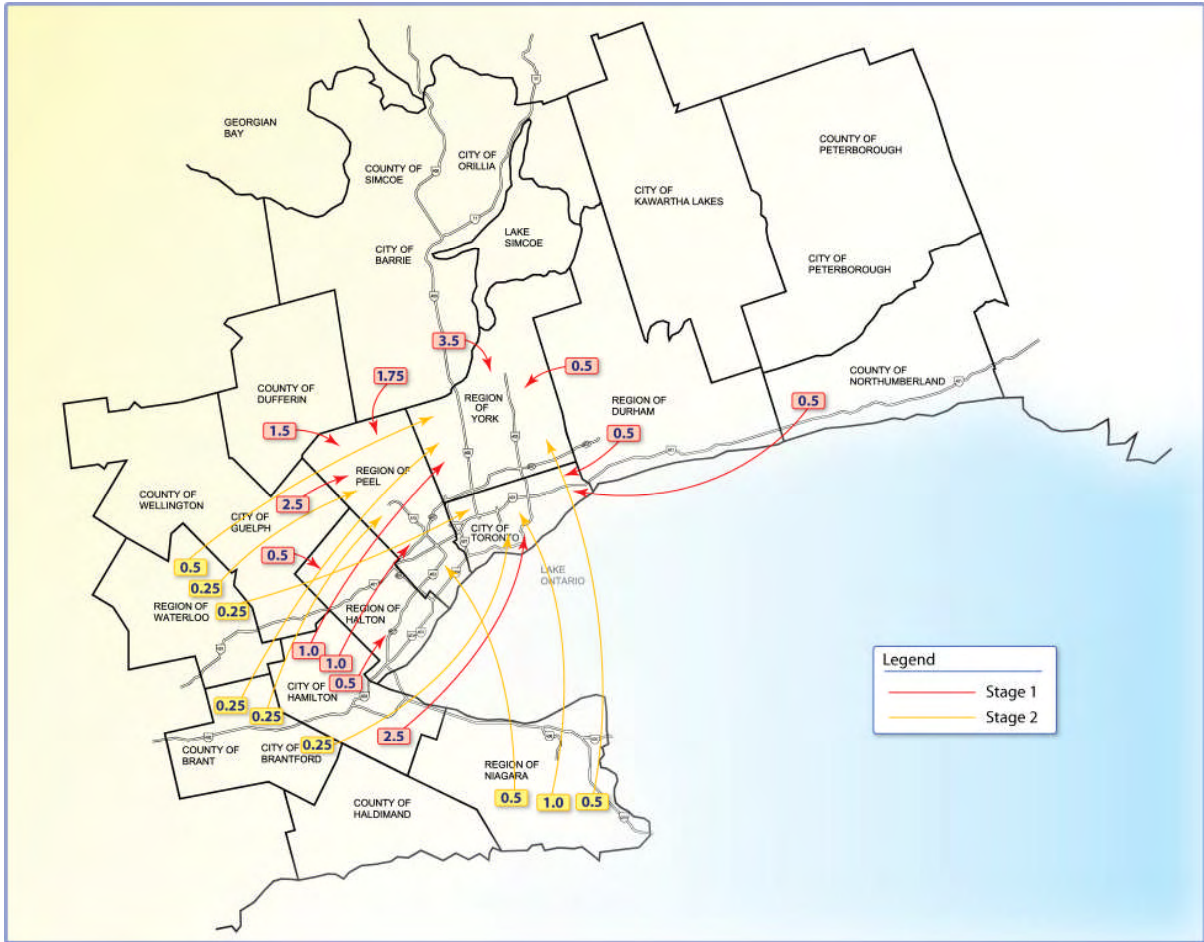 GEORGIAN
BAY
COUNTY OF
SIMCOE
CITY OF
ORILLIA
COUNTY OF
PETERBOROUGH
CITY OF
KAWARTHA LAKES
LAKE
SIMCOE
CITY OF
BARRIE
CITY OF
PETERBOROUGH
3.5
0.5
1.75
COUNTY OF
DUFFERIN
REGION
OF
YORK
REGION OF
DURHAM
COUNTY OF
NORTHUMBERLAND
0.5
1.5
0.5
REGION OF
PEEL
COUNTY OF
WELLINGTON
2.5
CITY OF
GUELPH
CITY OF
TORONTO
0.5
0.5
LAKE
ONTARIO
0.25
0.25
REGION OF
WATERLOO
REGION OF
HALTON
1.0
1.0
0.5
CITY OF
HAMILTON
0.25
0.25
0.25
2.5
COUNTY OF
BRANT
CITY OF
BRANTFORD
REGION OF
NIAGARA
0.5
1.0
0.5
COUNTY OF
HALDIMAND
Legend
Stage 1
Stage 2